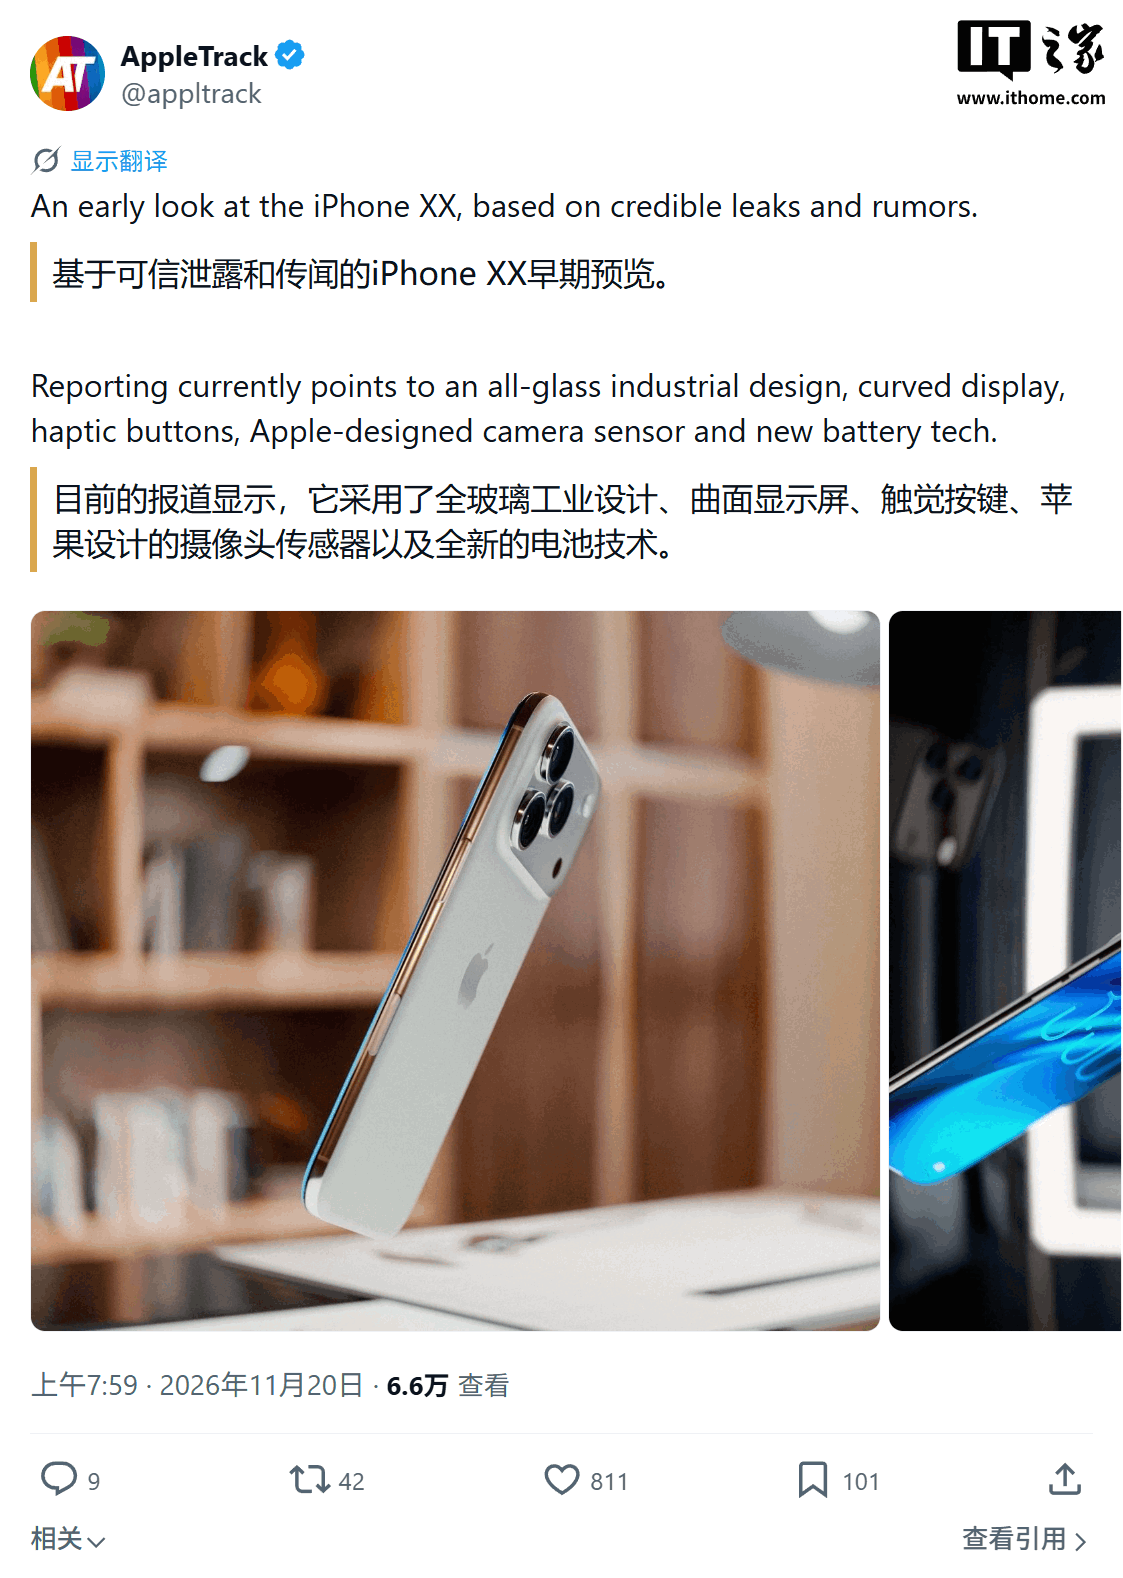 AppleTrack
@appltrack
IT之家
www.ithome.com
显示翻译
An early look at the iPhone XX, based on credible leaks and rumors.
基于可信泄露和传闻的iPhone XX早期预览。
Reporting currently points to an all-glass industrial design, curved display,
haptic buttons, Apple-designed camera sensor and new battery tech.
目前的报道显示，它采用了全玻璃工业设计、曲面显示屏、触觉按键、苹
果设计的摄像头传感器以及全新的电池技术。
上午7:59 · 2026年11月20日 · 6.6万 查看
9 42 811 101
相关 查看引用